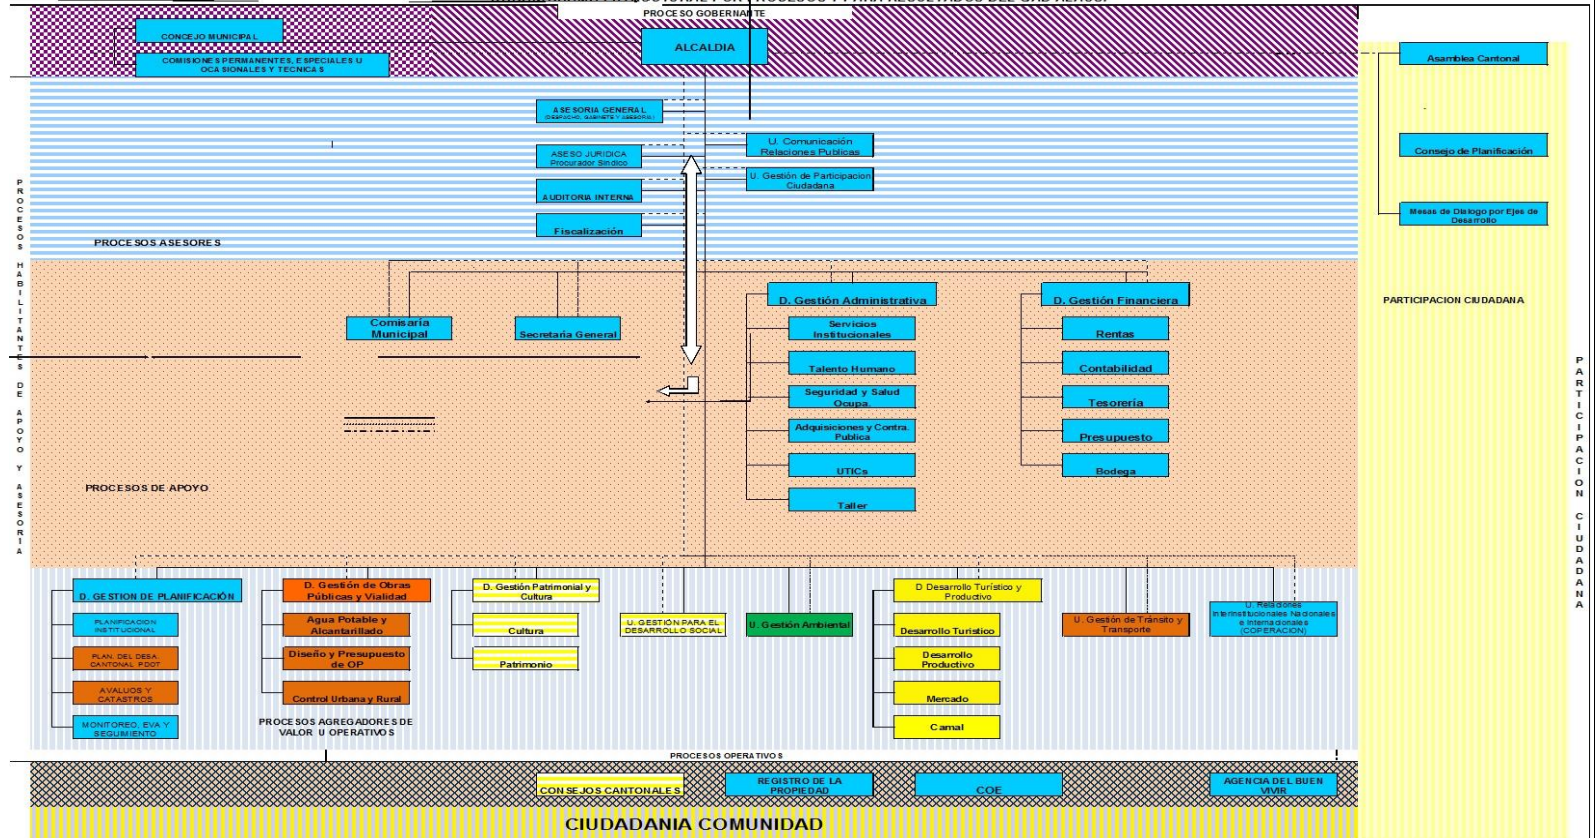 PROCESO GOBERNANTE
CONCEJO MUNICIPAL
COMISIONES PERMANENTES, ESPECIALES U
OCASIONALES Y TECNICAS
ALCALDIA
Asamblea Cantonal
Consejo de Planificación
Mesas de Dialogo por Ejes de
Desarrollo
PARTICIPACION CIUDADANA
ASESORIA GENERAL
(DESPACHO, GABINETE Y ASESORIA)
ASESO JURIDICA
Procurador Sindico
AUDITORIA INTERNA
Fiscalización
U. Comunicación
Relaciones Publicas
U. Gestión de Participacion
Ciudadana
PROCESOS ASESORES
PROCESOS HABILITANTES DE APOYO Y ASESORIA
Comisaría
Municipal
Secretaría General
D. Gestión Administrativa
Servicios
Institucionales
Talento Humano
Seguridad y Salud
Ocupa.
Adquisiciones y Contra.
Publica
UTICs
Taller
D. Gestión Financiera
Rentas
Contabilidad
Tesorería
Presupuesto
Bodega
PROCESOS DE APOYO
PARTICIPACION CIUDADANA
D. GESTION DE PLANIFICACIÓN
PLANIFICACION
INSTITUCIONAL
PLAN. DEL DESA.
CANTONAL PDOT
AVALUOS Y
CATASTROS
MONITOREO, EVA Y
SEGUIMIENTO
D. Gestión de Obras
Públicas y Vialidad
Agua Potable y
Alcantarillado
Diseño y Presupuesto
de OP
Control Urbana y Rural
PROCESOS AGREGADORES DE
VALOR U OPERATIVOS
D. Gestión Patrimonial y
Cultura
Cultura
Patrimonio
U. GESTIÓN PARA EL
DESARROLLO SOCIAL
U. Gestión Ambiental
D Desarrollo Turístico y
Productivo
Desarrollo Turistico
Desarrollo
Productivo
Mercado
Camal
U. Gestión de Tránsito y
Transporte
U. Relaciones
Interinstitucionales Nacionales
e Internacionales
(COPERACION)
PROCESOS OPERATIVOS
CONSEJOS CANTONALES
REGISTRO DE LA
PROPIEDAD
COE
AGENCIA DEL BUEN
VIVIR
CIUDADANIA COMUNIDAD